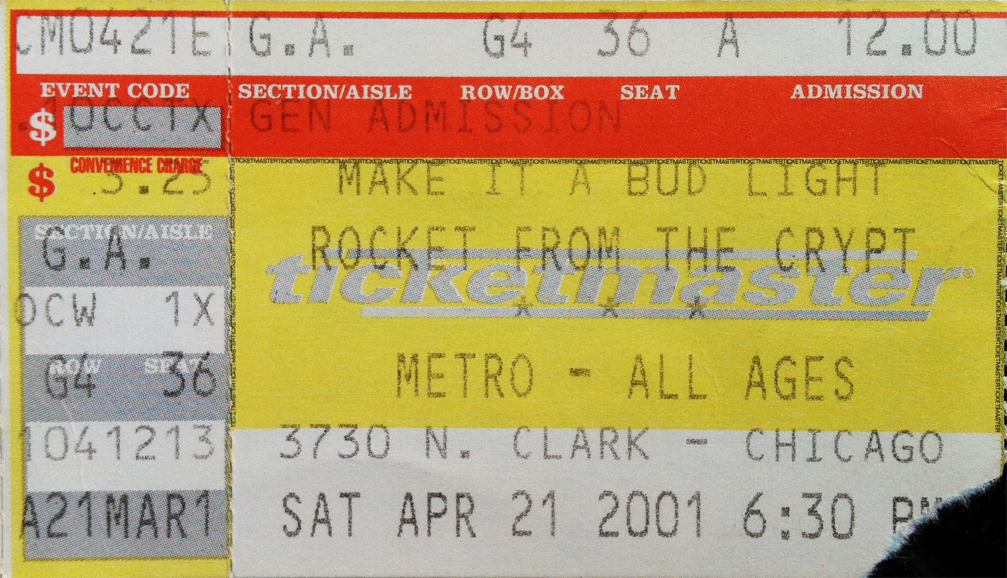 CM0421E G.A. G4 36 A 12.00
EVENT CODE SECTION/AISLE ROW/BOX SEAT ADMISSION
$ 10CCTX GEN ADMISSION
CONVENIENCE CHARGE
$ 5.25 MAKE IT A BUD LIGHT
SECTION/AISLE
G.A. ROCKET FROM THE CRYPT
ticketmaster®
OCW 1X * * *
ROW SEAT
G4 36 METRO - ALL AGES
1041213 3730 N. CLARK - CHICAGO
A21MAR1 SAT APR 21 2001 6:30 PM